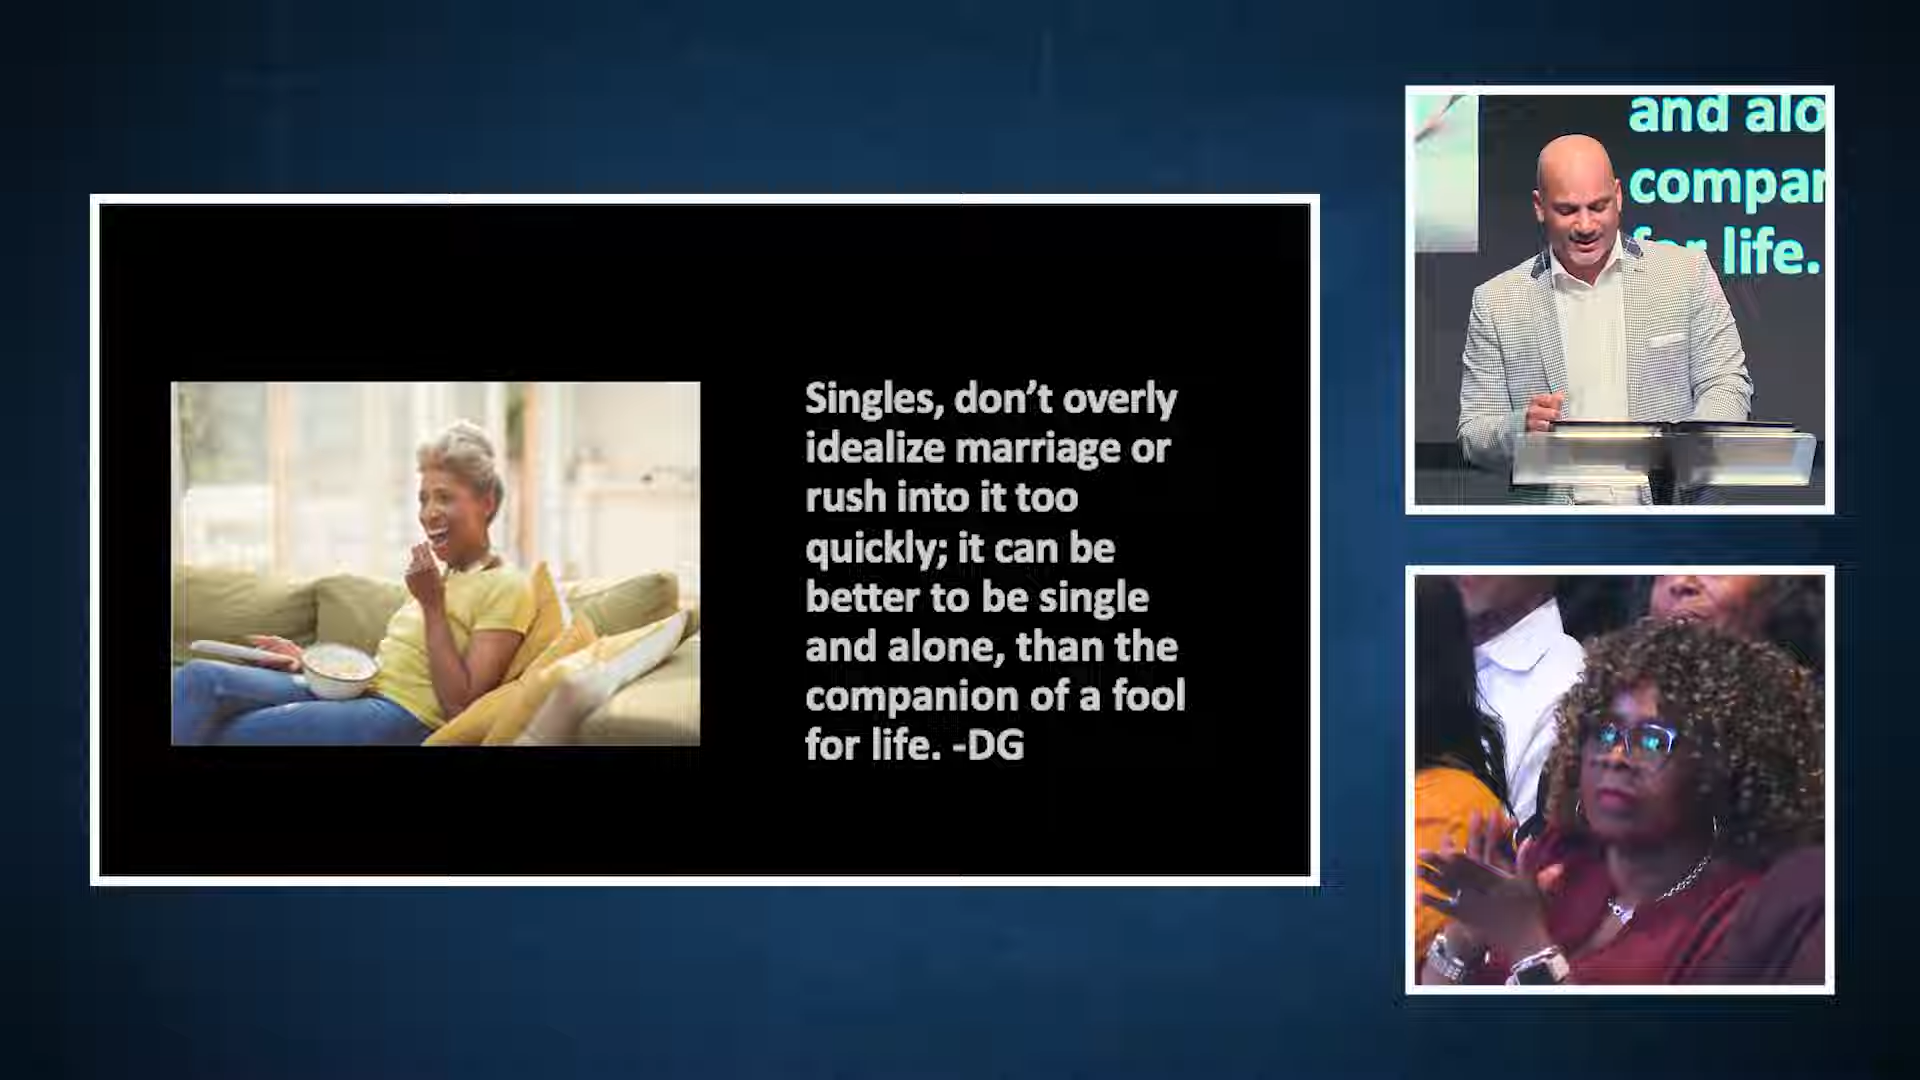 Singles, don’t overly
idealize marriage or
rush into it too
quickly; it can be
better to be single
and alone, than the
companion of a fool
for life. -DG
and alo
compar
for life.